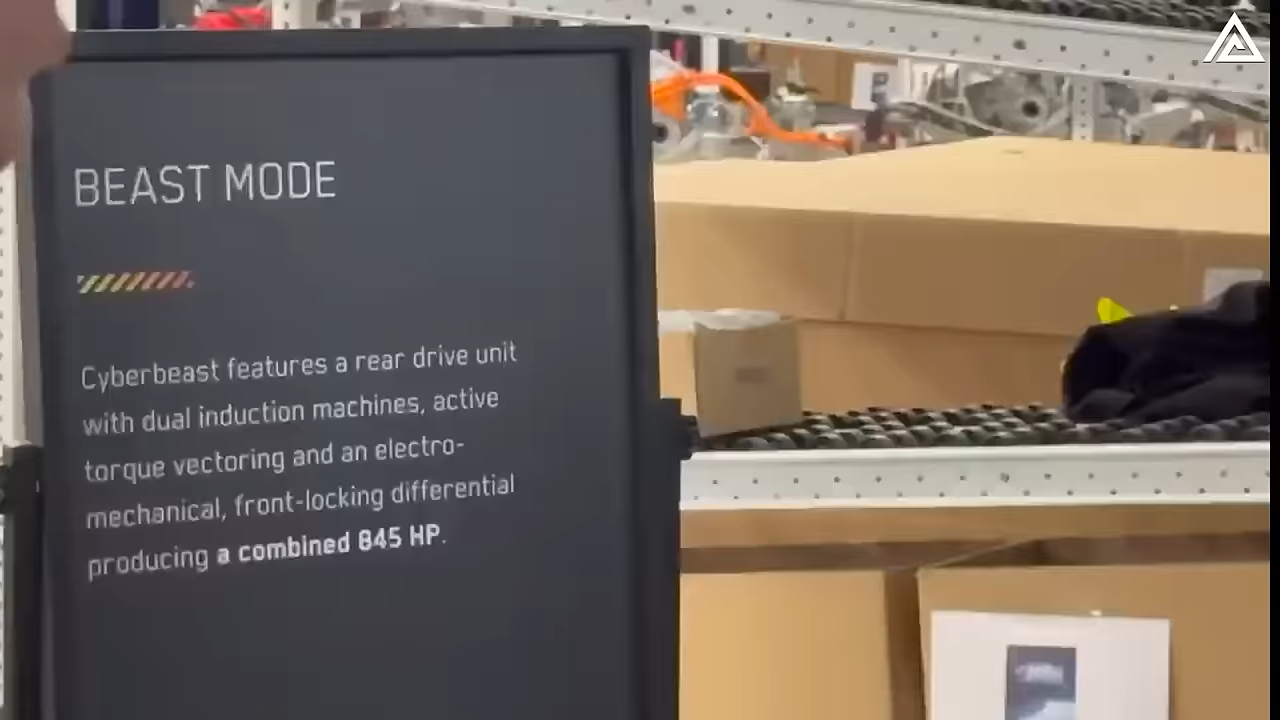 BEAST MODE
Cyberbeast features a rear drive unit
with dual induction machines, active
torque vectoring and an electro-
mechanical, front-locking differential
producing a combined 845 HP.